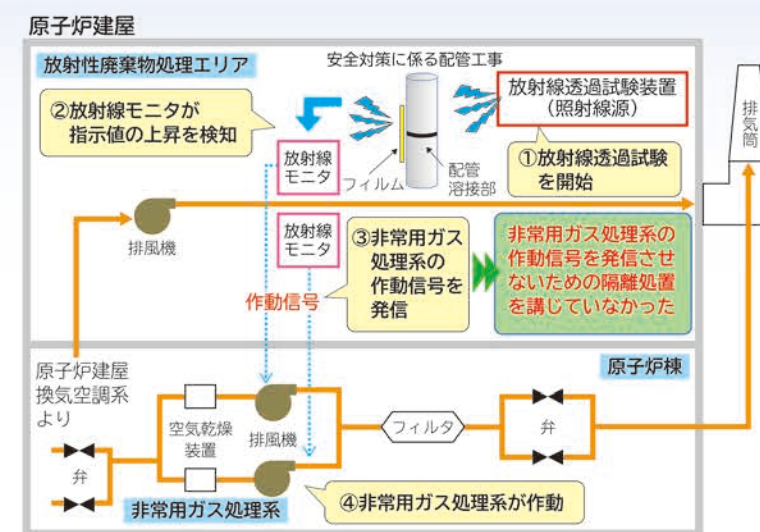 原子炉建屋
放射性廃棄物処理エリア
安全対策に係る配管工事
放射線透過試験装置
(照射線源)
②放射線モニタが
指示値の上昇を検知
放射線
モニタ
フィルム
配管
溶接部
①放射線透過試験
を開始
排気筒
排風機
放射線
モニタ
③非常用ガス
処理系の
作動信号を
発信
非常用ガス処理系の
作動信号を発信させ
ないための隔離処置
を講じていなかった
作動信号
原子炉棟
原子炉建屋
換気空調系
より
空気乾燥
装置
排風機
フィルタ
弁
弁
非常用ガス処理系
④非常用ガス処理系が作動